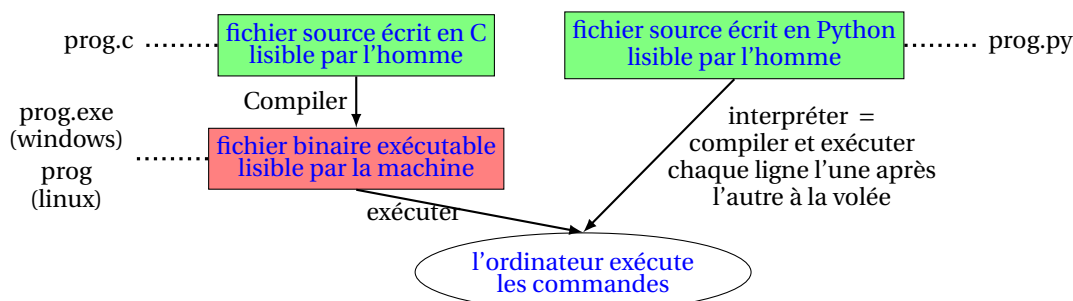 prog.c
fichier source écrit en C
lisible par l'homme
fichier source écrit en Python
lisible par l'homme
prog.py
Compiler
prog.exe
(windows)
prog
(linux)
fichier binaire exécutable
lisible par la machine
interpréter =
compiler et exécuter
chaque ligne l'une après
l'autre à la volée
exécuter
l'ordinateur exécute
les commandes